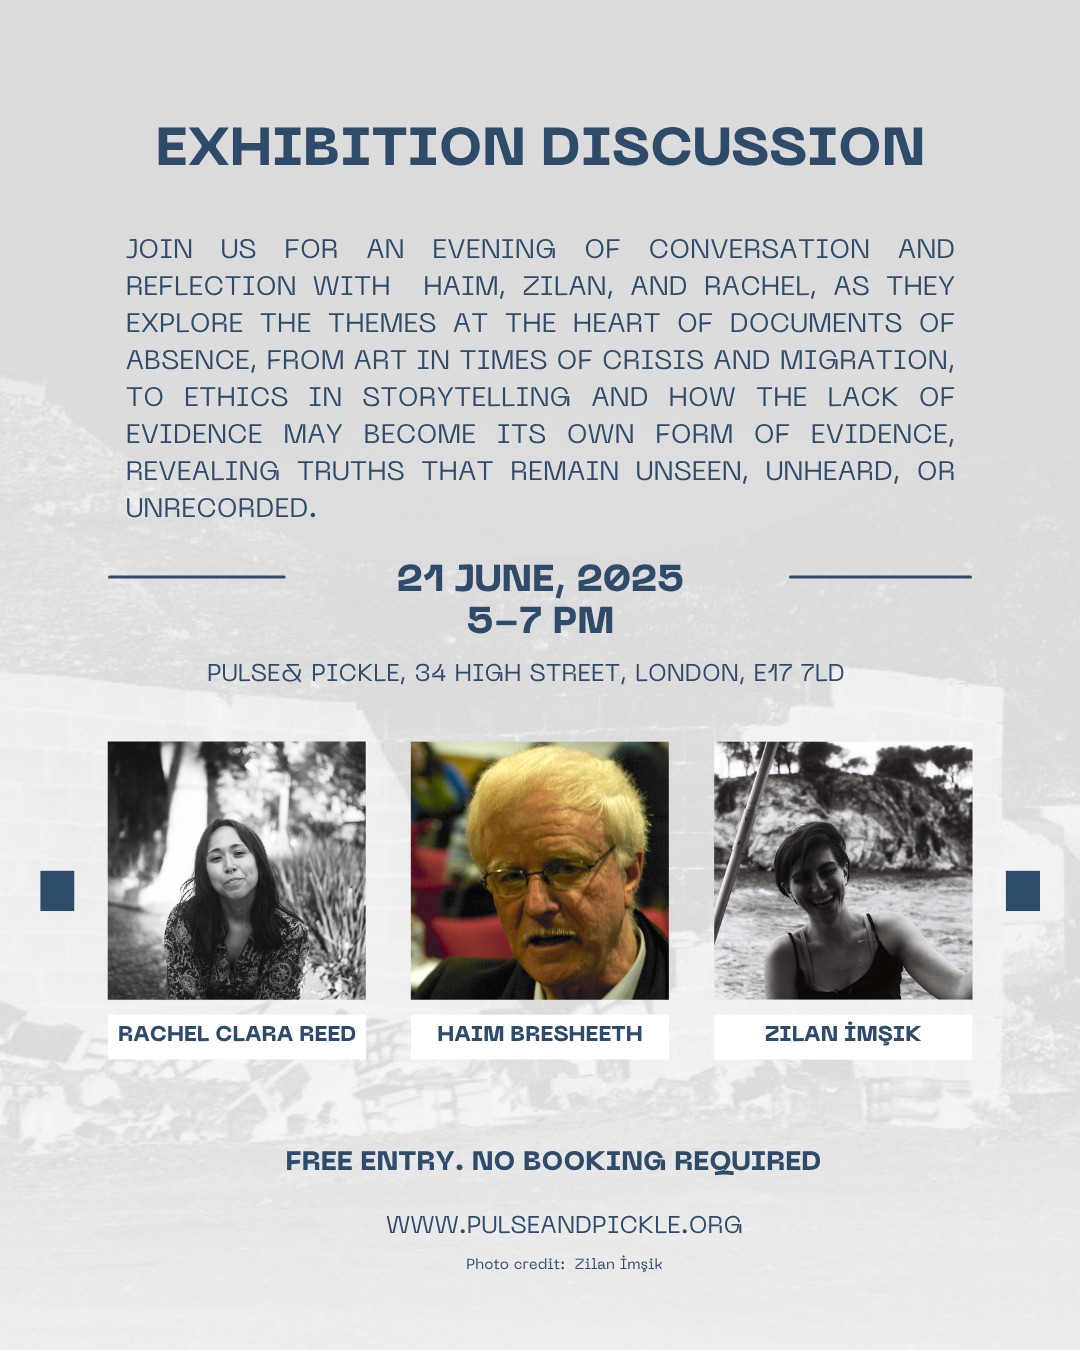 EXHIBITION DISCUSSION
JOIN US FOR AN EVENING OF CONVERSATION AND
REFLECTION WITH HAIM, ZILAN, AND RACHEL, AS THEY
EXPLORE THE THEMES AT THE HEART OF DOCUMENTS OF
ABSENCE, FROM ART IN TIMES OF CRISIS AND MIGRATION,
TO ETHICS IN STORYTELLING AND HOW THE LACK OF
EVIDENCE MAY BECOME ITS OWN FORM OF EVIDENCE,
REVEALING TRUTHS THAT REMAIN UNSEEN, UNHEARD, OR
UNRECORDED.
21 JUNE, 2025
5–7 PM
PULSE& PICKLE, 34 HIGH STREET, LONDON, E17 7LD
RACHEL CLARA REED
HAIM BRESHEETH
ZILAN İMŞIK
FREE ENTRY. NO BOOKING REQUIRED
WWW.PULSEANDPICKLE.ORG
Photo credit: Zilan İmşik